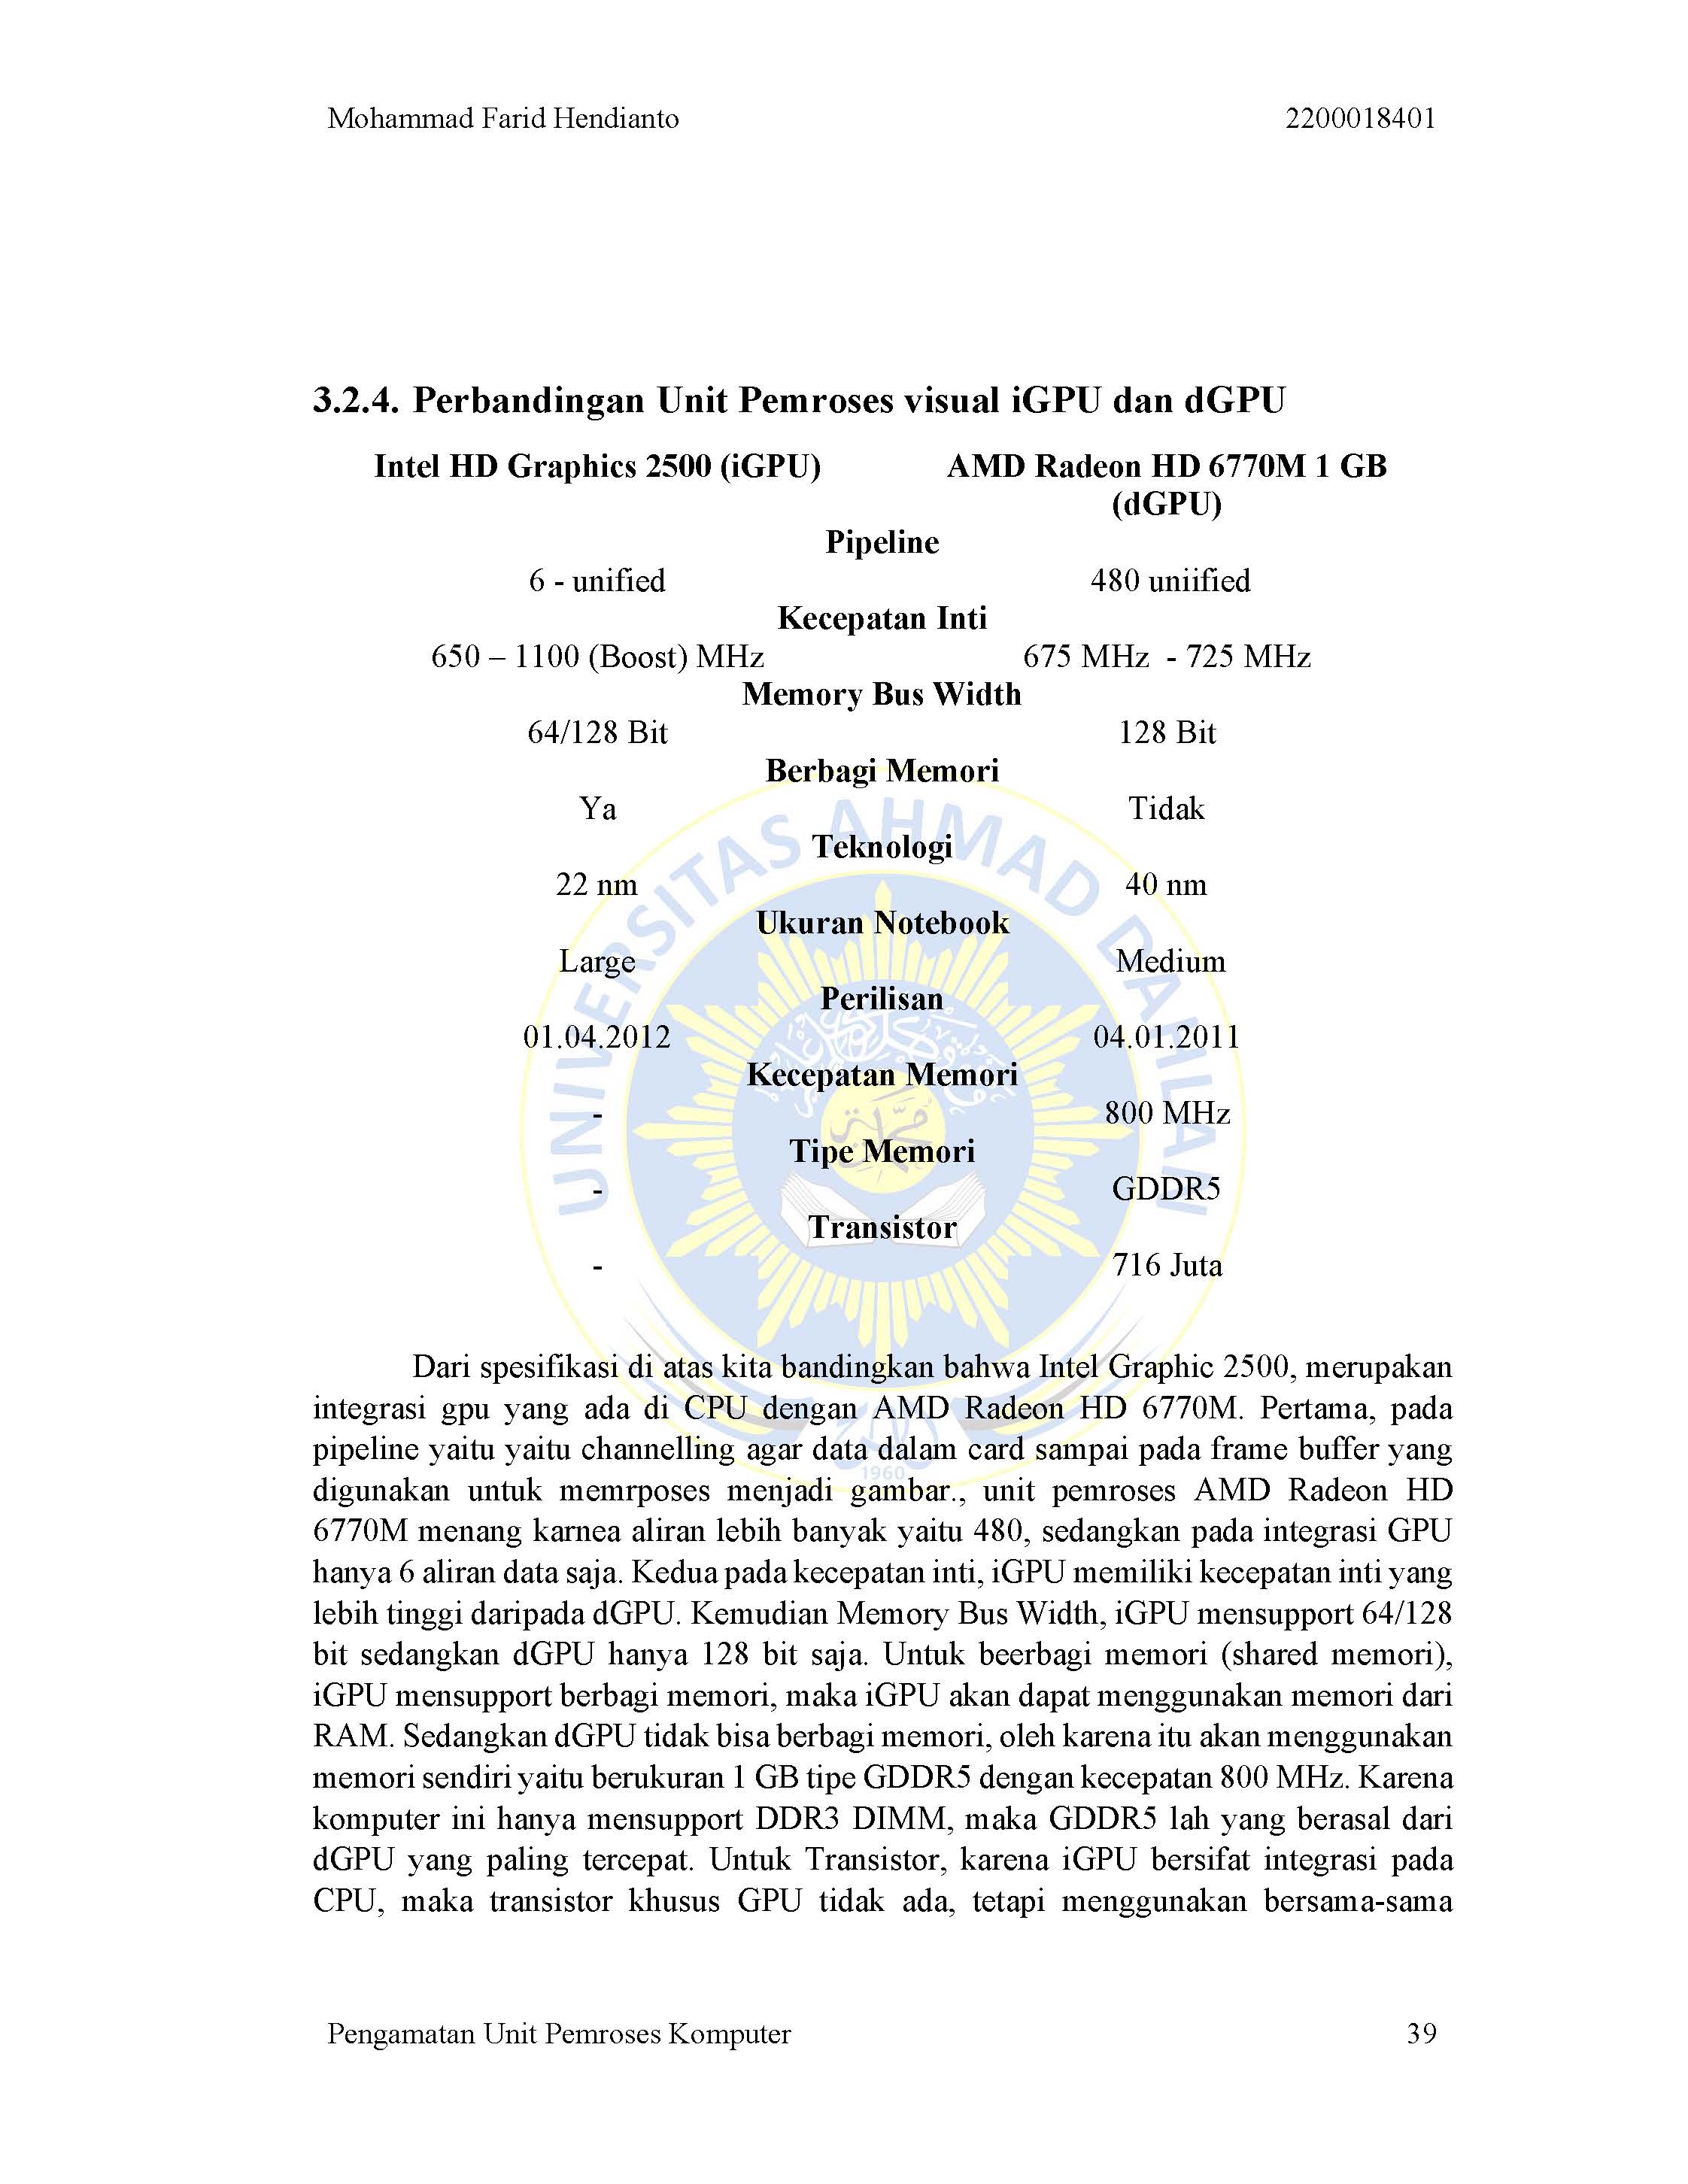 Mohammad Farid Hendianto 2200018401
3.2.4. Perbandingan Unit Pemroses visual iGPU dan dGPU
Intel HD Graphics 2500 (iGPU) AMD Radeon HD 6770M 1 GB
(dGPU)
Pipeline
6 - unified 480 uniified
Kecepatan Inti
650 – 1100 (Boost) MHz 675 MHz - 725 MHz
Memory Bus Width
64/128 Bit 128 Bit
Berbagi Memori
Ya Tidak
Teknologi
22 nm 40 nm
Ukuran Notebook
Large Medium
Perilisan
01.04.2012 04.01.2011
Kecepatan Memori
- 800 MHz
Tipe Memori
- GDDR5
Transistor
- 716 Juta
UNIVERSITAS AHMAD DAHLAN
1960
Dari spesifikasi di atas kita bandingkan bahwa Intel Graphic 2500, merupakan
integrasi gpu yang ada di CPU dengan AMD Radeon HD 6770M. Pertama, pada
pipeline yaitu yaitu channelling agar data dalam card sampai pada frame buffer yang
digunakan untuk memrposes menjadi gambar., unit pemroses AMD Radeon HD
6770M menang karnea aliran lebih banyak yaitu 480, sedangkan pada integrasi GPU
hanya 6 aliran data saja. Kedua pada kecepatan inti, iGPU memiliki kecepatan inti yang
lebih tinggi daripada dGPU. Kemudian Memory Bus Width, iGPU mensupport 64/128
bit sedangkan dGPU hanya 128 bit saja. Untuk beerbagi memori (shared memori),
iGPU mensupport berbagi memori, maka iGPU akan dapat menggunakan memori dari
RAM. Sedangkan dGPU tidak bisa berbagi memori, oleh karena itu akan menggunakan
memori sendiri yaitu berukuran 1 GB tipe GDDR5 dengan kecepatan 800 MHz. Karena
komputer ini hanya mensupport DDR3 DIMM, maka GDDR5 lah yang berasal dari
dGPU yang paling tercepat. Untuk Transistor, karena iGPU bersifat integrasi pada
CPU, maka transistor khusus GPU tidak ada, tetapi menggunakan bersama-sama
Pengamatan Unit Pemroses Komputer 39